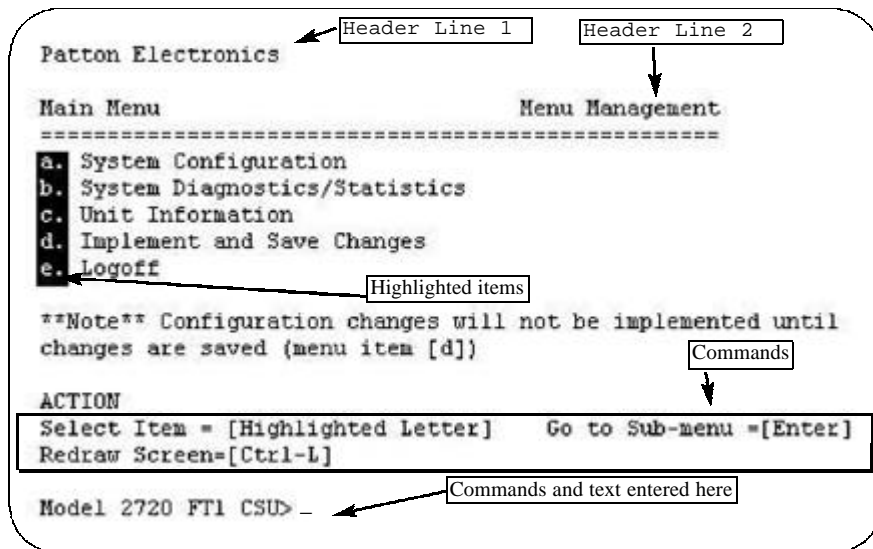 Header Line 1
Header Line 2
Patton Electronics
Main Menu Menu Management
====================================================
a. System Configuration
b. System Diagnostics/Statistics
c. Unit Information
d. Implement and Save Changes
e. Logoff
Highlighted items
**Note** Configuration changes will not be implemented until
changes are saved (menu item [d])
Commands
ACTION
Select Item = [Highlighted Letter] Go to Sub-menu =[Enter]
Redraw Screen=[Ctrl-L]
Commands and text entered here
Model 2720 FT1 CSU> _